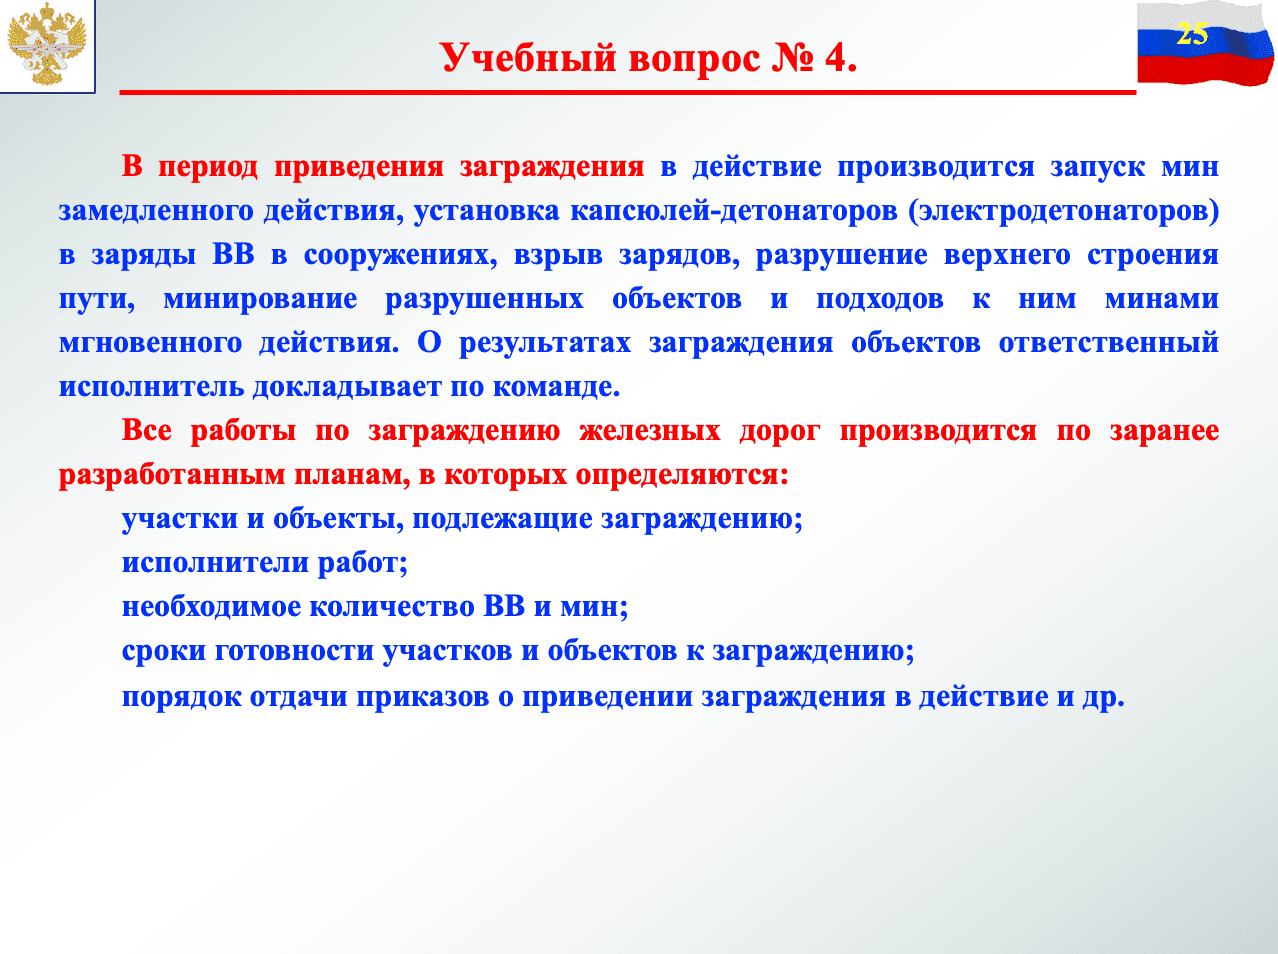 25
Учебный вопрос № 4.
В период приведения заграждения в действие производится запуск мин
замедленного действия, установка капсюлей-детонаторов (электродетонаторов)
в заряды ВВ в сооружениях, взрыв зарядов, разрушение верхнего строения
пути, минирование разрушенных объектов и подходов к ним минами
мгновенного действия. О результатах заграждения объектов ответственный
исполнитель докладывает по команде.
Все работы по заграждению железных дорог производится по заранее
разработанным планам, в которых определяются:
участки и объекты, подлежащие заграждению;
исполнители работ;
необходимое количество ВВ и мин;
сроки готовности участков и объектов к заграждению;
порядок отдачи приказов о приведении заграждения в действие и др.